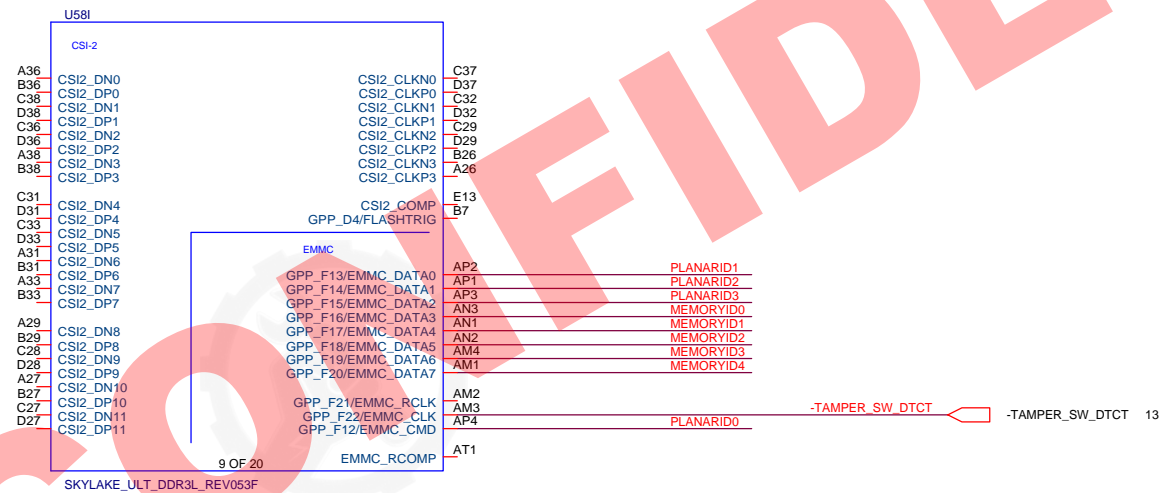 U58I
CSI-2
A36 CSI2_DN0 CSI2_CLKN0 C37
B36 CSI2_DP0 CSI2_CLKP0 D37
C38 CSI2_DN1 CSI2_CLKN1 C32
D38 CSI2_DP1 CSI2_CLKP1 D32
C36 CSI2_DN2 CSI2_CLKN2 C29
D36 CSI2_DP2 CSI2_CLKP2 D29
A38 CSI2_DN3 CSI2_CLKN3 B26
B38 CSI2_DP3 CSI2_CLKP3 A26
C31 CSI2_DN4 CSI2_COMP E13
D31 CSI2_DP4 GPP_D4/FLASHTRIG B7
C33 CSI2_DN5
D33 CSI2_DP5
A31 CSI2_DN6 EMMC
B31 CSI2_DP6 GPP_F13/EMMC_DATA0 AP2 PLANARID1
A33 CSI2_DN7 GPP_F14/EMMC_DATA1 AP1 PLANARID2
B33 CSI2_DP7 GPP_F15/EMMC_DATA2 AP3 PLANARID3
GPP_F16/EMMC_DATA3 AN3 MEMORYID0
A29 CSI2_DN8 GPP_F17/EMMC_DATA4 AN1 MEMORYID1
B29 CSI2_DP8 GPP_F18/EMMC_DATA5 AN2 MEMORYID2
C28 CSI2_DN9 GPP_F19/EMMC_DATA6 AM4 MEMORYID3
D28 CSI2_DP9 GPP_F20/EMMC_DATA7 AM1 MEMORYID4
A27 CSI2_DN10
B27 CSI2_DP10 GPP_F21/EMMC_RCLK AM2
C27 CSI2_DN11 GPP_F22/EMMC_CLK AM3 -TAMPER_SW_DTCT -TAMPER_SW_DTCT 13
D27 CSI2_DP11 GPP_F12/EMMC_CMD AP4 PLANARID0
9 OF 20 EMMC_RCOMP AT1
SKYLAKE_ULT_DDR3L_REV053F
CONFIDE